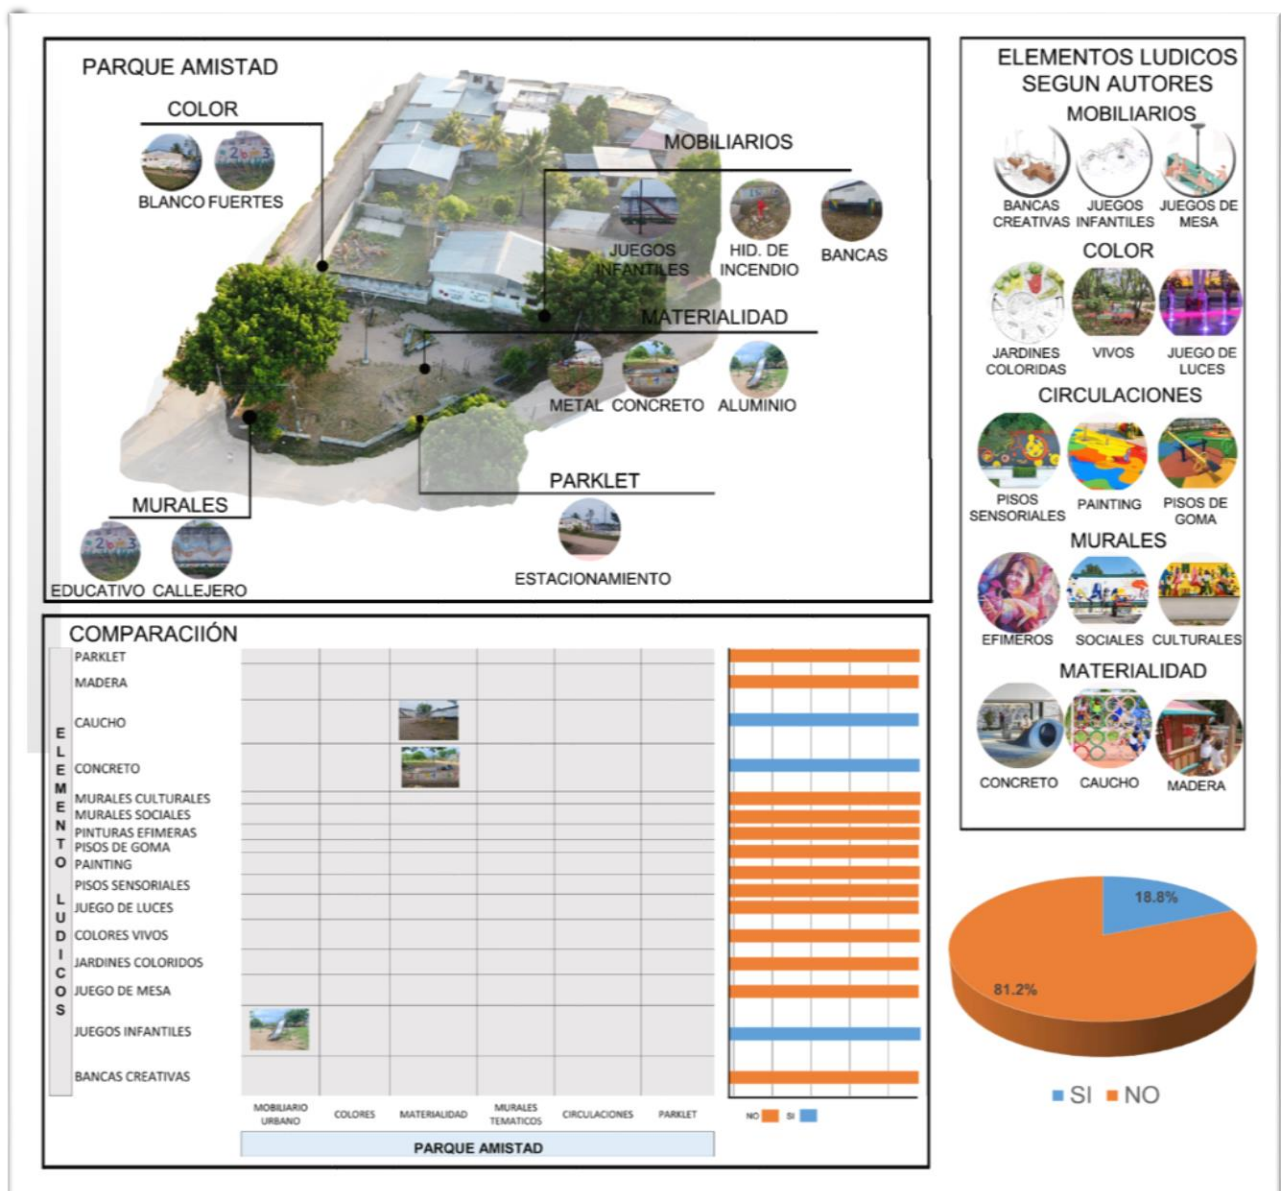 PARQUE AMISTAD
COLOR
BLANCO
FUERTES
MOBILIARIOS
JUEGOS
INFANTILES
HID. DE
INCENDIO
BANCAS
MATERIALIDAD
METAL
CONCRETO
ALUMINIO
PARKLET
ESTACIONAMIENTO
MURALES
EDUCATIVO
CALLEJERO
ELEMENTOS LUDICOS
SEGUN AUTORES
MOBILIARIOS
BANCAS
CREATIVAS
JUEGOS
INFANTILES
JUEGOS DE
MESA
COLOR
JARDINES
COLORIDAS
VIVOS
JUEGO DE
LUCES
CIRCULACIONES
PISOS
SENSORIALES
PAINTING
PISOS DE
GOMA
MURALES
EFIMEROS
SOCIALES
CULTURALES
MATERIALIDAD
CONCRETO
CAUCHO
MADERA
COMPARACIIÓN
ELEMENTO LUDICOS
PARKLET
MADERA
CAUCHO
CONCRETO
MURALES CULTURALES
MURALES SOCIALES
PINTURAS EFIMERAS
PISOS DE GOMA
PAINTING
PISOS SENSORIALES
JUEGO DE LUCES
COLORES VIVOS
JARDINES COLORIDOS
JUEGO DE MESA
JUEGOS INFANTILES
BANCAS CREATIVAS
MOBILIARIO
URBANO
COLORES
MATERIALIDAD
MURALES
TEMATICOS
CIRCULACIONES
PARKLET
PARQUE AMISTAD
NO
SI
18.8%
81.2%
SI
NO